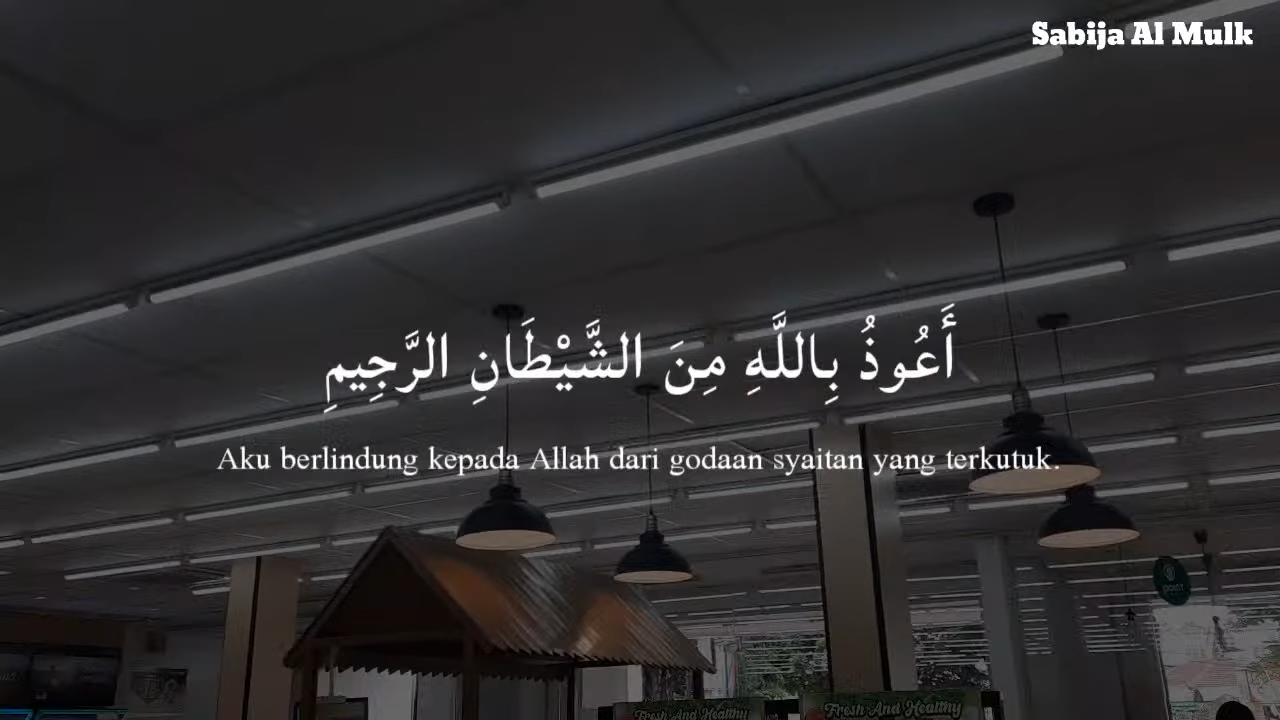 Sabija Al Mulk
أَعُوذُ بِاللَّهِ مِنَ الشَّيْطَانِ الرَّجِيمِ
Aku berlindung kepada Allah dari godaan syaitan yang terkutuk.
Fresh And Healthy
Fresh And Healthy